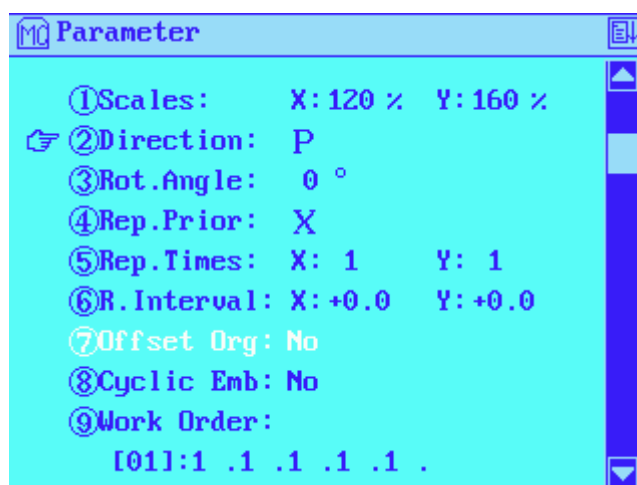 MC Parameter
①Scales: X:120 % Y:160 %
②Direction: P
③Rot.Angle: 0 °
④Rep.Prior: X
⑤Rep.Times: X: 1 Y: 1
⑥R.Interval: X:+0.0 Y:+0.0
⑦Offset Org: No
⑧Cyclic Emb: No
⑨Work Order:
[01]:1 .1 .1 .1 .1 .